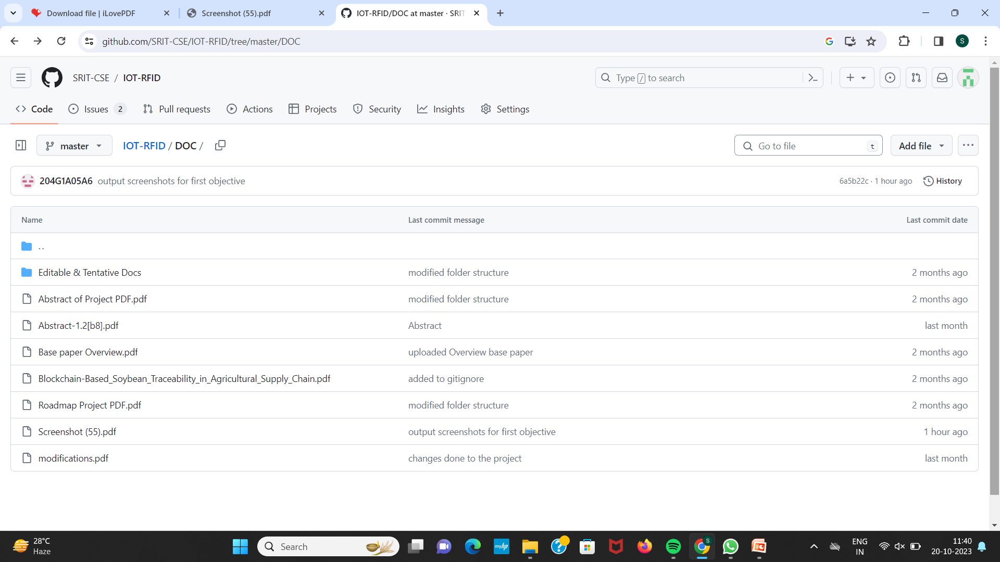 Download file | iLovePDF
Screenshot (55).pdf
IOT-RFID/DOC at master · SRIT
github.com/SRIT-CSE/IOT-RFID/tree/master/DOC
S
SRIT-CSE / IOT-RFID
Type / to search
Code
Issues 2
Pull requests
Actions
Projects
Security
Insights
Settings
master
IOT-RFID / DOC /
Go to file t
Add file
204G1A05A6 output screenshots for first objective
6a5b22c · 1 hour ago
History
Name Last commit message Last commit date
..
Editable & Tentative Docs modified folder structure 2 months ago
Abstract of Project PDF.pdf modified folder structure 2 months ago
Abstract-1.2[b8].pdf Abstract last month
Base paper Overview.pdf uploaded Overview base paper 2 months ago
Blockchain-Based_Soybean_Traceability_in_Agricultural_Supply_Chain.pdf added to gitignore 2 months ago
Roadmap Project PDF.pdf modified folder structure 2 months ago
Screenshot (55).pdf output screenshots for first objective 1 hour ago
modifications.pdf changes done to the project last month
28°C
Haze
Search
myhp
S
ENG
IN
11:40
20-10-2023